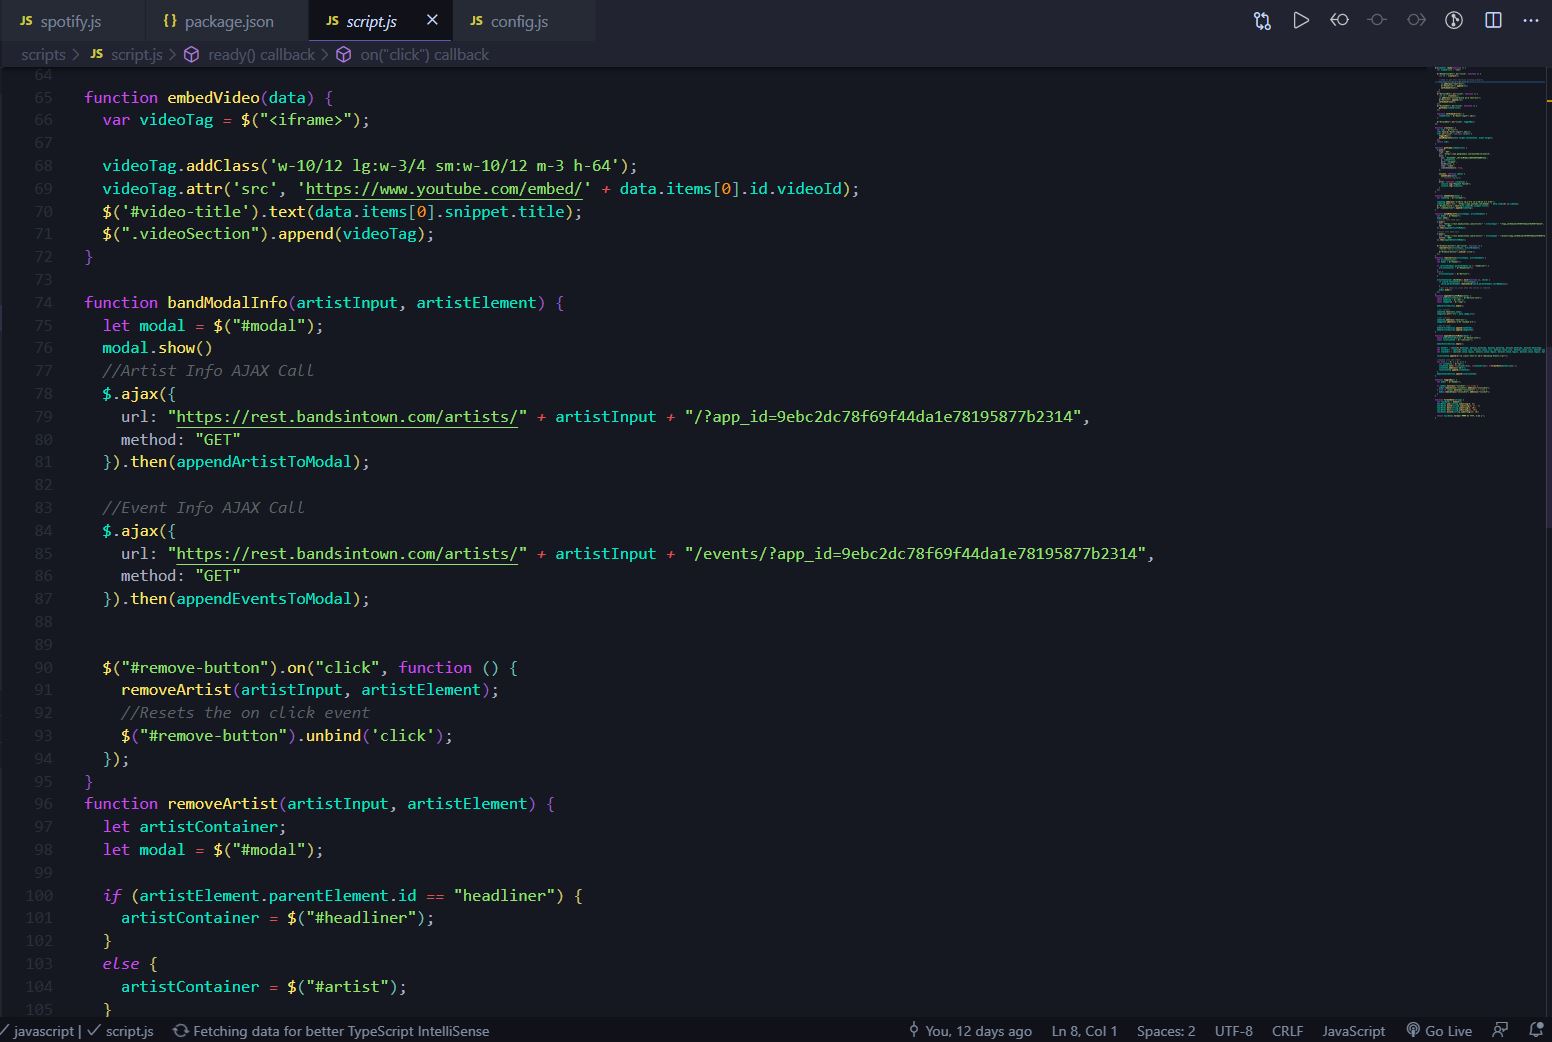 JS spotify.js {} package.json JS script.js × JS config.js ···
scripts > JS script.js > ready() callback > on("click") callback
64
65 function embedVideo(data) {
66 var videoTag = $("<iframe>");
67
68 videoTag.addClass('w-10/12 lg:w-3/4 sm:w-10/12 m-3 h-64');
69 videoTag.attr('src', 'https://www.youtube.com/embed/' + data.items[0].id.videoId);
70 $('#video-title').text(data.items[0].snippet.title);
71 $(".videoSection").append(videoTag);
72 }
73
74 function bandModalInfo(artistInput, artistElement) {
75 let modal = $("#modal");
76 modal.show()
77 //Artist Info AJAX Call
78 $.ajax({
79 url: "https://rest.bandsintown.com/artists/" + artistInput + "/?app_id=9ebc2dc78f69f44da1e78195877b2314",
80 method: "GET"
81 }).then(appendArtistToModal);
82
83 //Event Info AJAX Call
84 $.ajax({
85 url: "https://rest.bandsintown.com/artists/" + artistInput + "/events/?app_id=9ebc2dc78f69f44da1e78195877b2314",
86 method: "GET"
87 }).then(appendEventsToModal);
88
89
90 $("#remove-button").on("click", function () {
91 removeArtist(artistInput, artistElement);
92 //Resets the on click event
93 $("#remove-button").unbind('click');
94 });
95 }
96 function removeArtist(artistInput, artistElement) {
97 let artistContainer;
98 let modal = $("#modal");
99
100 if (artistElement.parentElement.id == "headliner") {
101 artistContainer = $("#headliner");
102 }
103 else {
104 artistContainer = $("#artist");
105 }
javascript | script.js Fetching data for better TypeScript IntelliSense You, 12 days ago Ln 8, Col 1 Spaces: 2 UTF-8 CRLF JavaScript Go Live